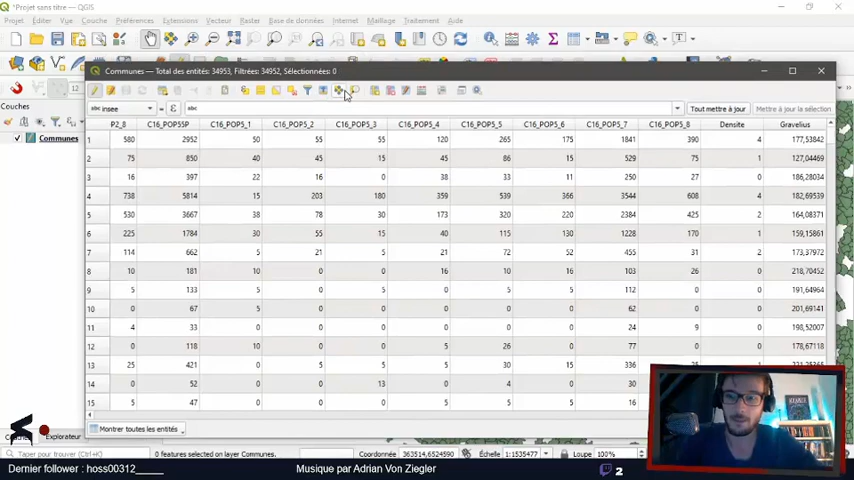 *Projet sans titre — QGIS
Projet Éditer Vue Couche Préférences Extensions Vecteur Raster Base de données Internet Maillage Traitement Aide
Communes — Total des entités: 34953, Filtrées: 34952, Sélectionnées: 0
12
Couches
Communes
abc insee = ε abc Tout mettre à jour Mettre à jour la sélection
P2_8 C16_POP55P C16_POP5_1 C16_POP5_2 C16_POP5_3 C16_POP5_4 C16_POP5_5 C16_POP5_6 C16_POP5_7 C16_POP5_8 Densite Gravelius
1 580 2952 50 55 55 120 265 175 1841 390 4 177,53842
2 75 850 40 45 15 45 86 15 529 75 1 127,04469
3 16 397 22 16 0 38 33 11 250 27 0 186,28034
4 738 5814 15 203 180 359 539 366 3544 608 4 182,69539
5 530 3667 38 78 30 173 320 220 2384 425 2 164,08371
6 225 1784 30 55 15 40 115 130 1228 170 1 159,15861
7 114 662 5 21 5 21 72 52 455 31 2 173,37972
8 10 181 10 0 0 16 10 16 103 26 0 218,70452
9 5 133 5 0 5 5 5 0 112 0 0 191,64964
10 0 67 5 0 0 0 0 0 62 0 0 201,69141
11 4 33 0 0 0 0 0 0 24 9 0 198,52007
12 0 118 10 0 0 5 26 0 77 0 0 178,67118
13 25 421 0 5 5 5 30 15 336
14 0 52 0 0 13 0 4 0 30
15 5 47 0 0 0 0 0 0 16
Montrer toutes les entités
Explorateur
Taper pour trouver (Ctrl+K) 0 features selected on layer Communes. Coordonnée 363514,6524590 Échelle 1:1535477 Loupe 100%
Dernier follower : hoss00312_____ Musique par Adrian Von Ziegler 2